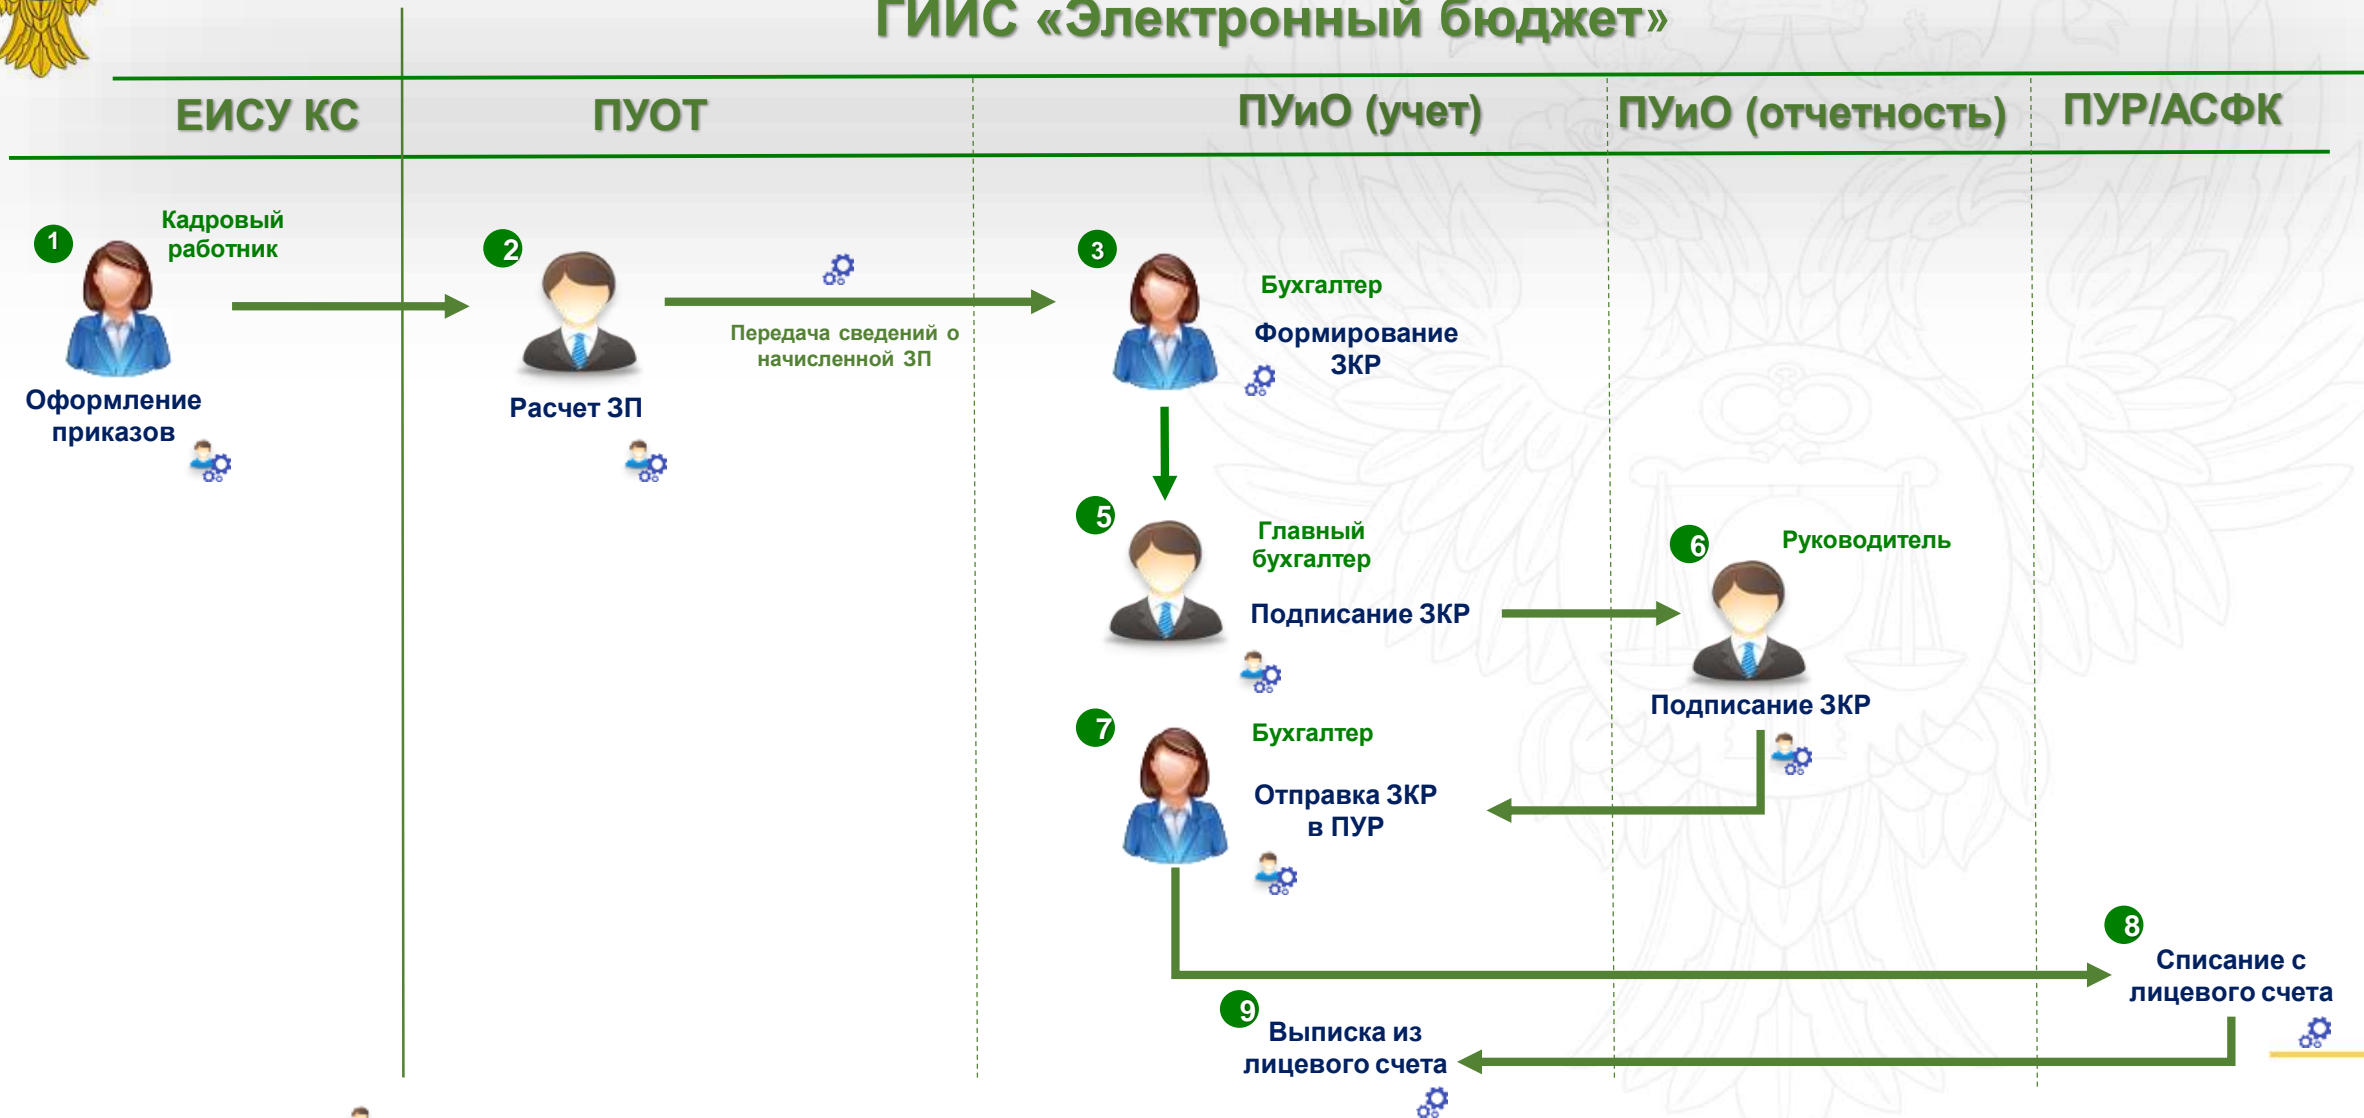 ГИИС «Электронный бюджет»
ЕИСУ КС
ПУОТ
ПУиО (учет)
ПУиО (отчетность)
ПУР/АСФК
1
Кадровый
работник
Оформление
приказов
2
Расчет ЗП
Передача сведений о
начисленной ЗП
3
Бухгалтер
Формирование
ЗКР
5
Главный
бухгалтер
Подписание ЗКР
6
Руководитель
Подписание ЗКР
7
Бухгалтер
Отправка ЗКР
в ПУР
8
Списание с
лицевого счета
9
Выписка из
лицевого счета